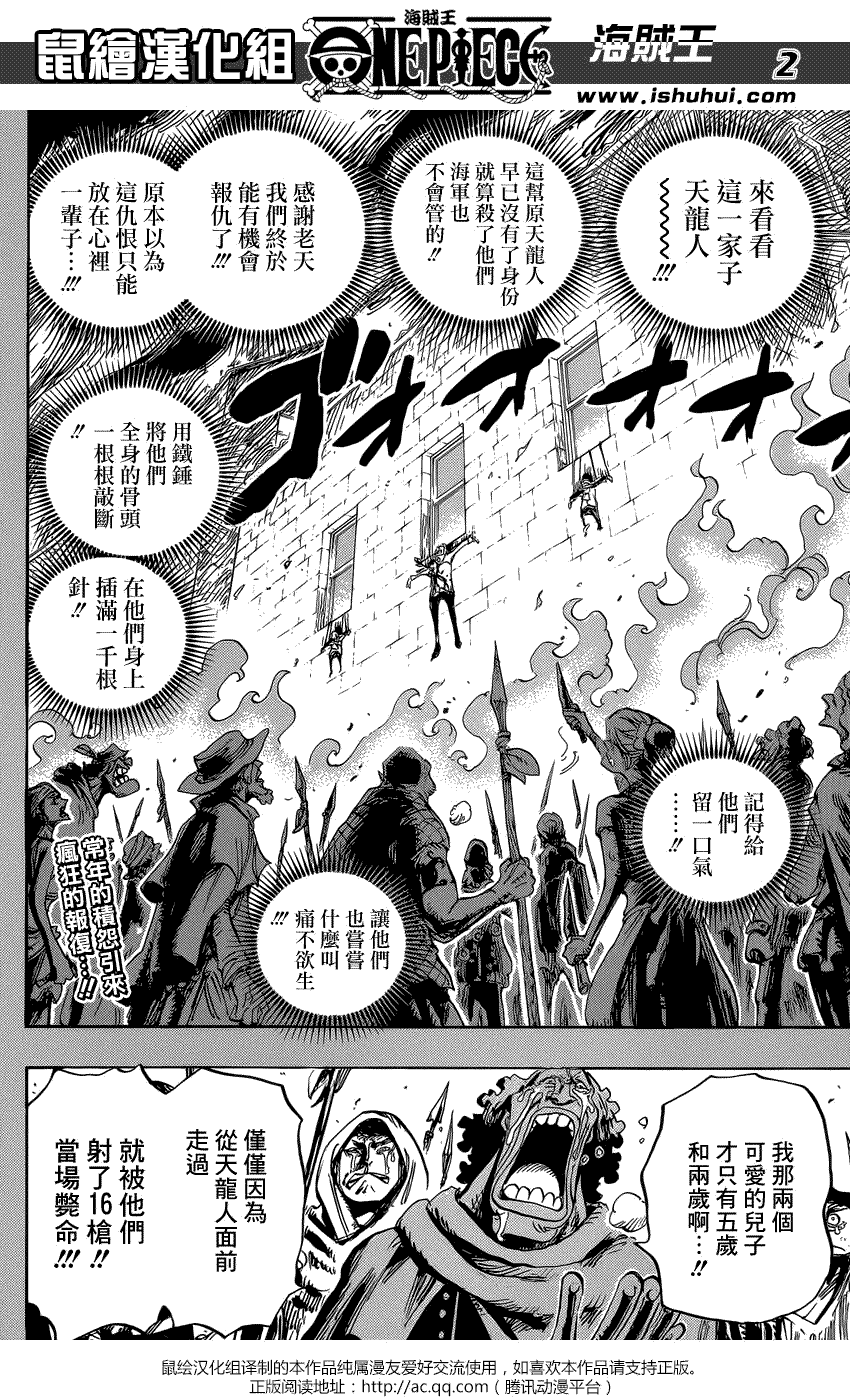 鼠繪漢化組
海賊王
ONE PIECE
海賊王
2
www.ishuhui.com
來看看
這一家子
天龍人
~~~~!!!
這幫原天龍人
早已沒有了身份
就算殺了他們
海軍也
不會管的!!
感謝老天
我們終於
能有機會
報仇了!!!
原本以為
這仇恨只能
放在心裡
一輩子…!!!
ゴォォォォ
用鐵錘
將他們
全身的骨頭
一根根敲斷
!!
在他們身上
插滿一千根
針!!
記得給
他們
留一口氣
……!!
讓他們
也嘗嘗
什麼叫
痛不欲生
!!!
常年的積怨引來
瘋狂的報復…!!
我那兩個
可愛的兒子
才只有五歲
和兩歲啊…!!
僅僅因為
從天龍人面前
走過
就被他們
射了16槍!!
當場斃命
!!!
鼠绘汉化组译制的本作品纯属漫友爱好交流使用，如喜欢本作品请支持正版。
正版阅读地址：http://ac.qq.com（腾讯动漫平台）